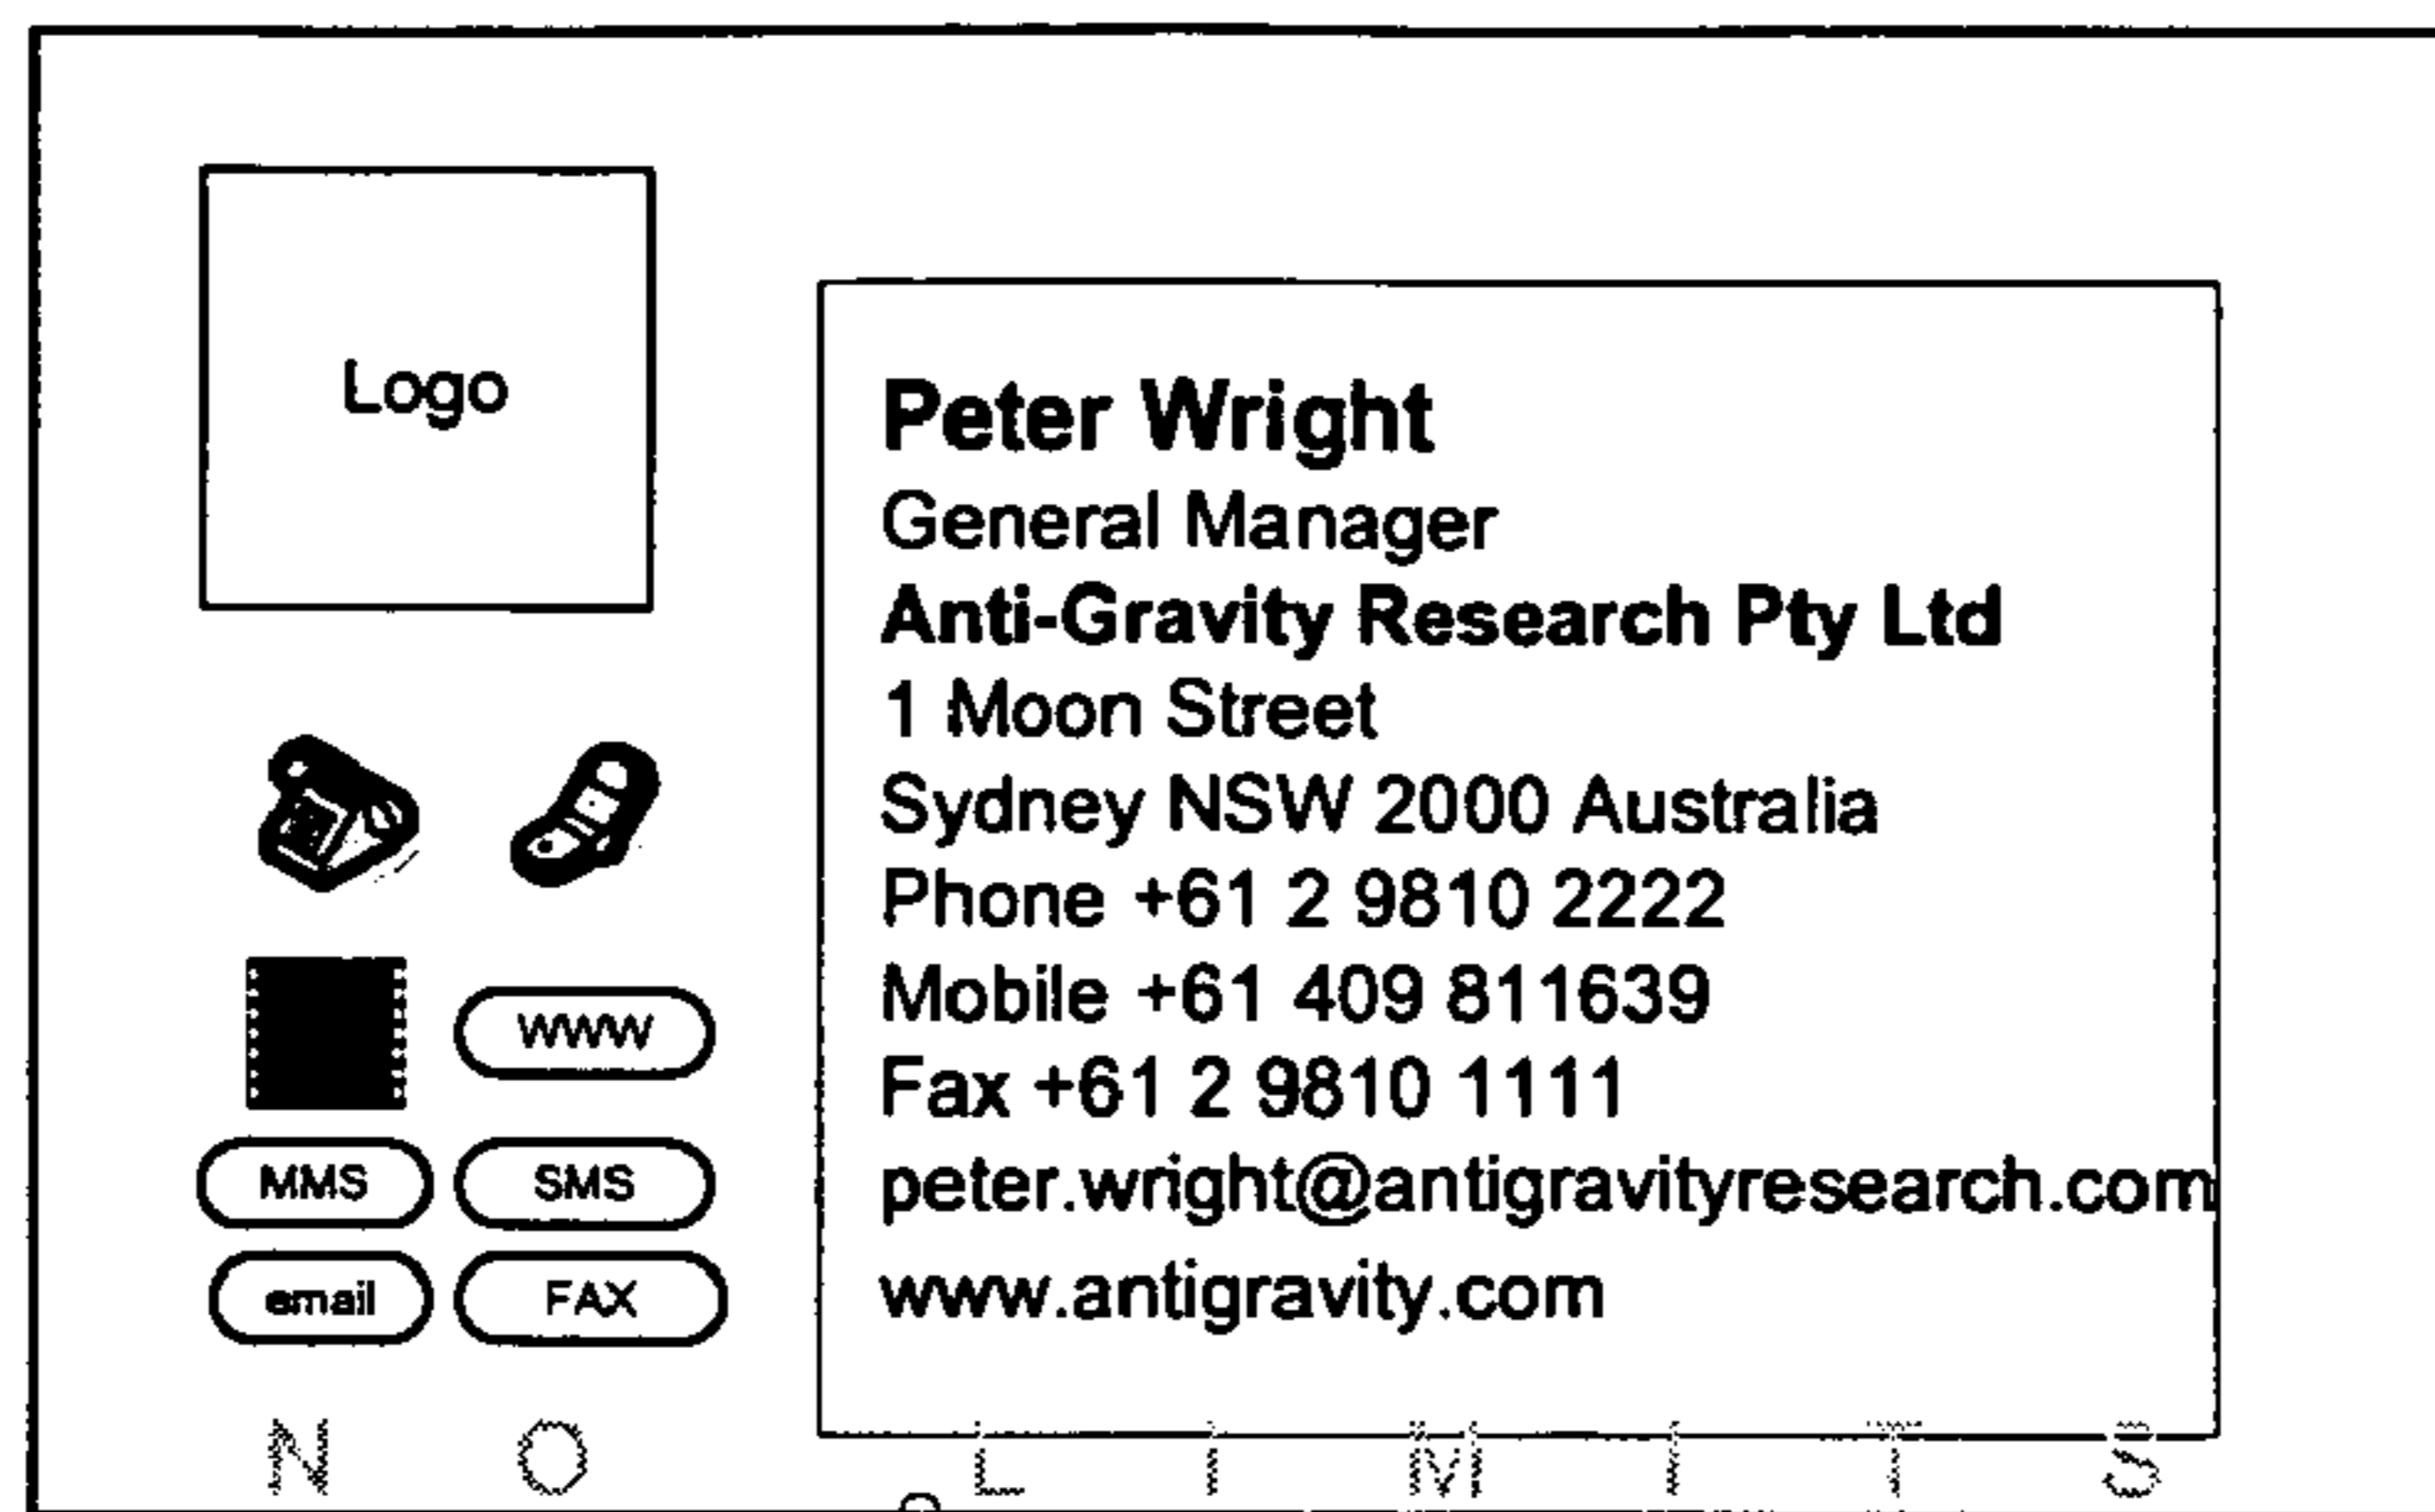 Logo
Peter Wright
General Manager
Anti-Gravity Research Pty Ltd
1 Moon Street
Sydney NSW 2000 Australia
Phone +61 2 9810 2222
Mobile +61 409 811639
Fax +61 2 9810 1111
peter.wright@antigravityresearch.com
www.antigravity.com
WWW
MMS SMS
email FAX
N O L I M I T S